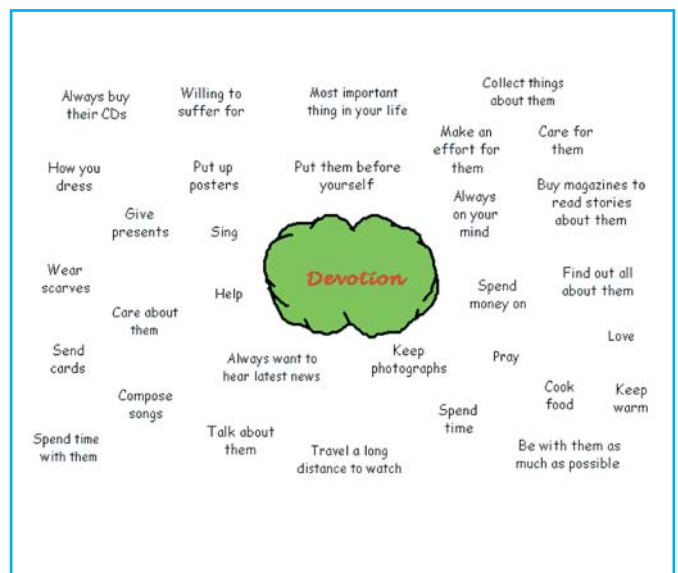 Always buy
their CDs
Willing to
suffer for
Most important
thing in your life
Collect things
about them
Make an
effort for
them
Care for
them
How you
dress
Put up
posters
Put them before
yourself
Always
on your
mind
Buy magazines to
read stories
about them
Give
presents
Sing
Devotion
Wear
scarves
Help
Spend
money on
Find out all
about them
Care about
them
Love
Send
cards
Always want to
hear latest news
Keep
photographs
Pray
Compose
songs
Cook
food
Keep
warm
Spend
time
Spend time
with them
Talk about
them
Travel a long
distance to watch
Be with them as
much as possible